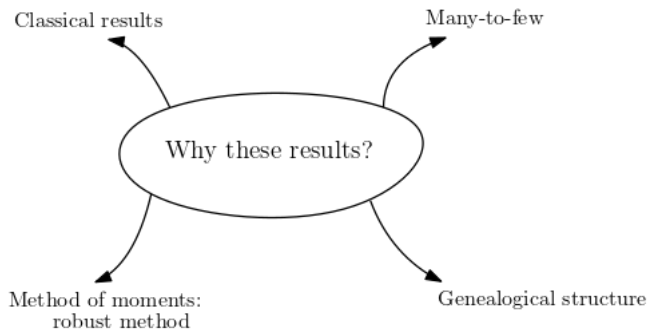 Classical results
Many-to-few
Why these results?
Method of moments:
robust method
Genealogical structure